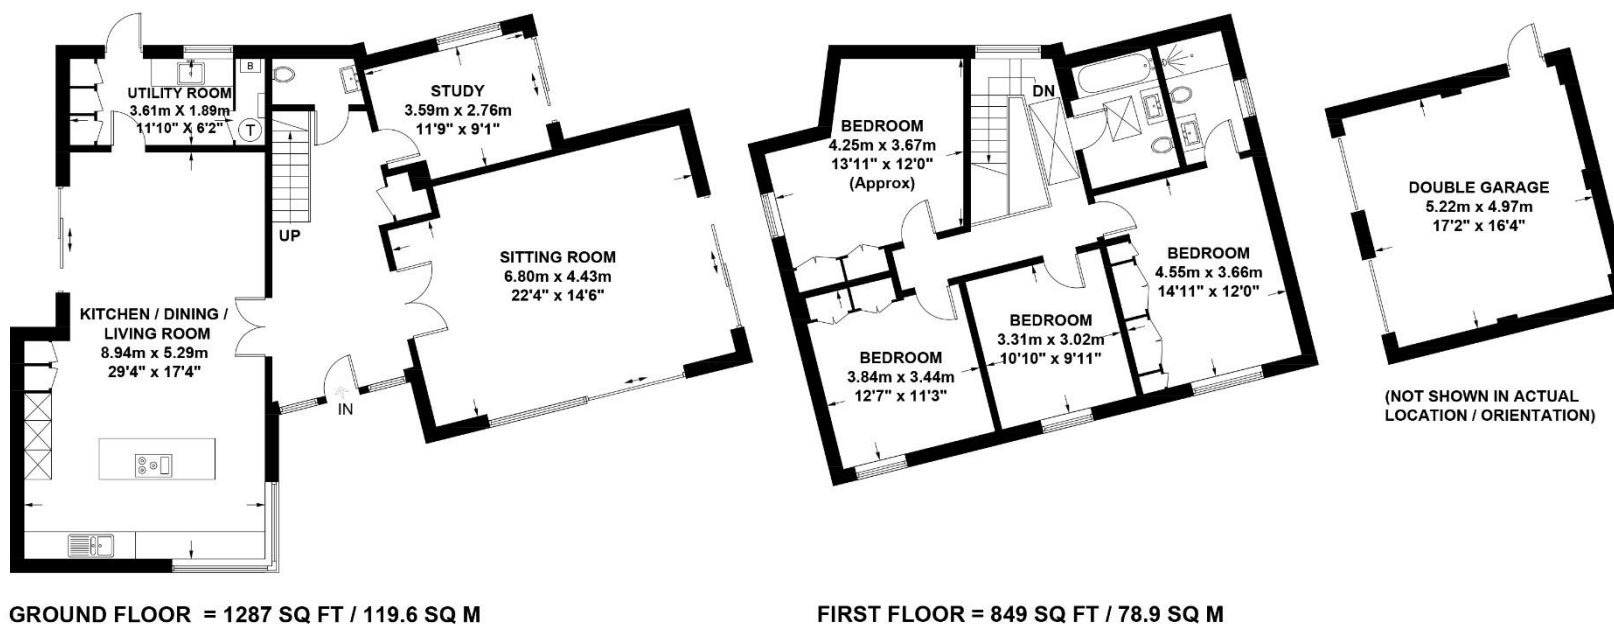 UTILITY ROOM
3.61m X 1.89m
11'10" X 6'2"
B
T
STUDY
3.59m x 2.76m
11'9" x 9'1"
UP
SITTING ROOM
6.80m x 4.43m
22'4" x 14'6"
KITCHEN / DINING /
LIVING ROOM
8.94m x 5.29m
29'4" x 17'4"
IN
GROUND FLOOR = 1287 SQ FT / 119.6 SQ M
DN
BEDROOM
4.25m x 3.67m
13'11" x 12'0"
(Approx)
BEDROOM
4.55m x 3.66m
14'11" x 12'0"
BEDROOM
3.31m x 3.02m
10'10" x 9'11"
BEDROOM
3.84m x 3.44m
12'7" x 11'3"
FIRST FLOOR = 849 SQ FT / 78.9 SQ M
DOUBLE GARAGE
5.22m x 4.97m
17'2" x 16'4"
(NOT SHOWN IN ACTUAL
LOCATION / ORIENTATION)